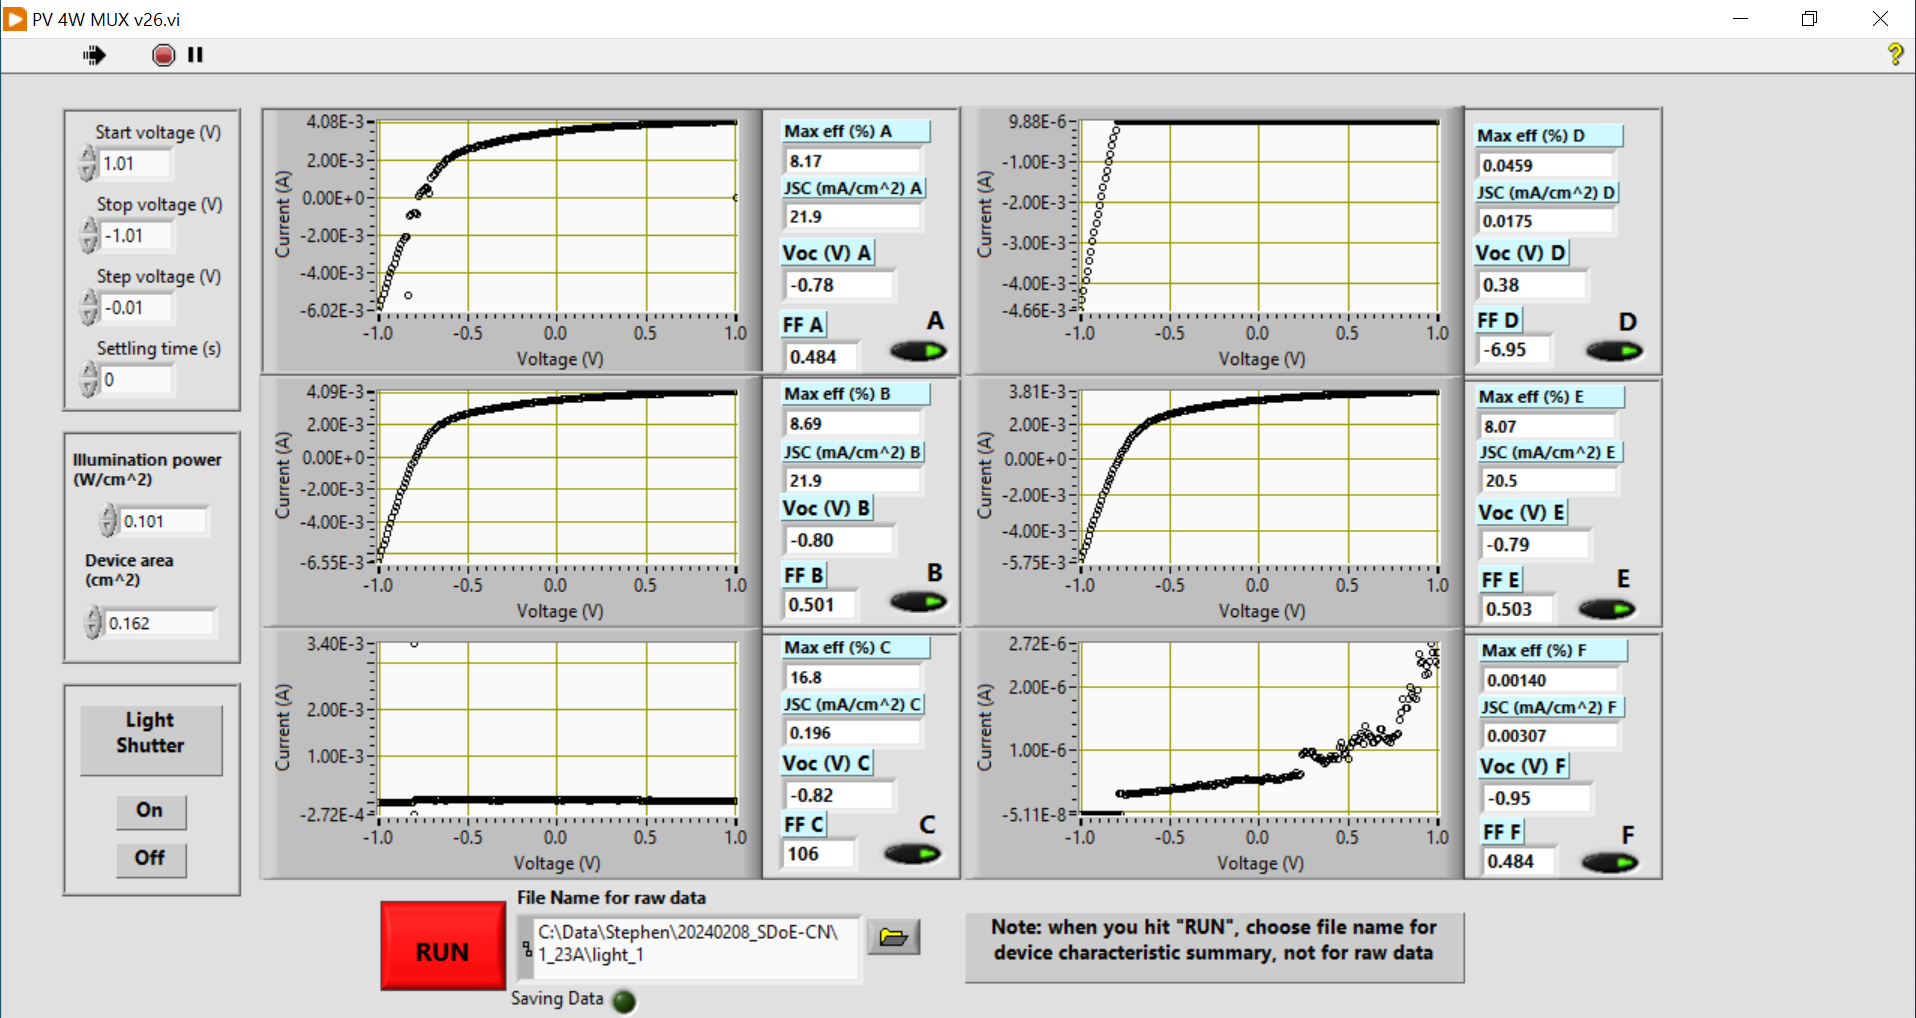 PV 4W MUX v26.vi
Start voltage (V)
1.01
Stop voltage (V)
-1.01
Step voltage (V)
-0.01
Settling time (s)
0
Illumination power
(W/cm^2)
0.101
Device area
(cm^2)
0.162
Light
Shutter
On
Off
Current (A)
4.08E-3
2.00E-3
0.00E+0
-2.00E-3
-4.00E-3
-6.02E-3
-1.0 -0.5 0.0 0.5 1.0
Voltage (V)
Max eff (%) A
8.17
JSC (mA/cm^2) A
21.9
Voc (V) A
-0.78
FF A
0.484
A
Current (A)
9.88E-6
-1.00E-3
-2.00E-3
-3.00E-3
-4.00E-3
-4.66E-3
-1.0 -0.5 0.0 0.5 1.0
Voltage (V)
Max eff (%) D
0.0459
JSC (mA/cm^2) D
0.0175
Voc (V) D
0.38
FF D
-6.95
D
Current (A)
4.09E-3
2.00E-3
0.00E+0
-2.00E-3
-4.00E-3
-6.55E-3
-1.0 -0.5 0.0 0.5 1.0
Voltage (V)
Max eff (%) B
8.69
JSC (mA/cm^2) B
21.9
Voc (V) B
-0.80
FF B
0.501
B
Current (A)
3.81E-3
2.00E-3
0.00E+0
-2.00E-3
-4.00E-3
-5.75E-3
-1.0 -0.5 0.0 0.5 1.0
Voltage (V)
Max eff (%) E
8.07
JSC (mA/cm^2) E
20.5
Voc (V) E
-0.79
FF E
0.503
E
Current (A)
3.40E-3
2.00E-3
1.00E-3
-2.72E-4
-1.0 -0.5 0.0 0.5 1.0
Voltage (V)
Max eff (%) C
16.8
JSC (mA/cm^2) C
0.196
Voc (V) C
-0.82
FF C
106
C
Current (A)
2.72E-6
2.00E-6
1.00E-6
-5.11E-8
-1.0 -0.5 0.0 0.5 1.0
Voltage (V)
Max eff (%) F
0.00140
JSC (mA/cm^2) F
0.00307
Voc (V) F
-0.95
FF F
0.484
F
RUN
File Name for raw data
C:\Data\Stephen\20240208_SDoE-CN\
1_23A\light_1
Saving Data
Note: when you hit "RUN", choose file name for
device characteristic summary, not for raw data